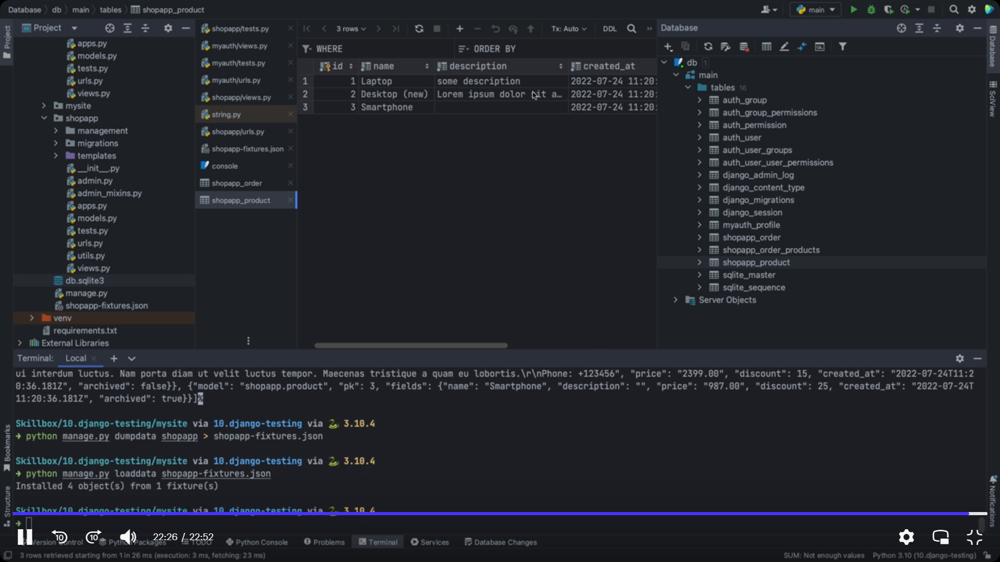 Database db main tables shopapp_product
main
Project
apps.py
models.py
tests.py
urls.py
views.py
mysite
shopapp
management
migrations
templates
__init__.py
admin.py
admin_mixins.py
apps.py
models.py
tests.py
urls.py
utils.py
views.py
db.sqlite3
manage.py
shopapp-fixtures.json
venv
requirements.txt
External Libraries
shopapp/tests.py
myauth/views.py
myauth/tests.py
myauth/urls.py
shopapp/views.py
string.py
shopapp/urls.py
shopapp-fixtures.json
console
shopapp_order
shopapp_product
3 rows Tx: Auto DDL
WHERE ORDER BY
id name description created_at
1 1 Laptop some description 2022-07-24 11:20:
2 2 Desktop (new) Lorem ipsum dolor sit a… 2022-07-24 11:20:
3 3 Smartphone 2022-07-24 11:20:
Database
db 1
main
tables 16
auth_group
auth_group_permissions
auth_permission
auth_user
auth_user_groups
auth_user_user_permissions
django_admin_log
django_content_type
django_migrations
django_session
myauth_profile
shopapp_order
shopapp_order_products
shopapp_product
sqlite_master
sqlite_sequence
Server Objects
Project
Bookmarks
Structure
Database
SciView
Notifications
Terminal: Local
ui interdum luctus. Nam porta diam ut velit luctus tempor. Maecenas tristique a quam eu lobortis.\r\nPhone: +123456", "price": "2399.00", "discount": 15, "created_at": "2022-07-24T11:2
0:36.181Z", "archived": false}}, {"model": "shopapp.product", "pk": 3, "fields": {"name": "Smartphone", "description": "", "price": "987.00", "discount": 25, "created_at": "2022-07-24T
11:20:36.181Z", "archived": true}}]%
Skillbox/10.django-testing/mysite via 10.django-testing via 3.10.4
→ python manage.py dumpdata shopapp > shopapp-fixtures.json
Skillbox/10.django-testing/mysite via 10.django-testing via 3.10.4
→ python manage.py loaddata shopapp-fixtures.json
Installed 4 object(s) from 1 fixture(s)
Skillbox/10.django-testing/mysite via 10.django-testing via 3.10.4
→
10 10 22:26 / 22:52
Version Control Python Packages TODO Python Console Problems Terminal Services Database Changes
3 rows retrieved starting from 1 in 26 ms (execution: 3 ms, fetching: 23 ms) SUM: Not enough values Python 3.10 (10.django-testing)